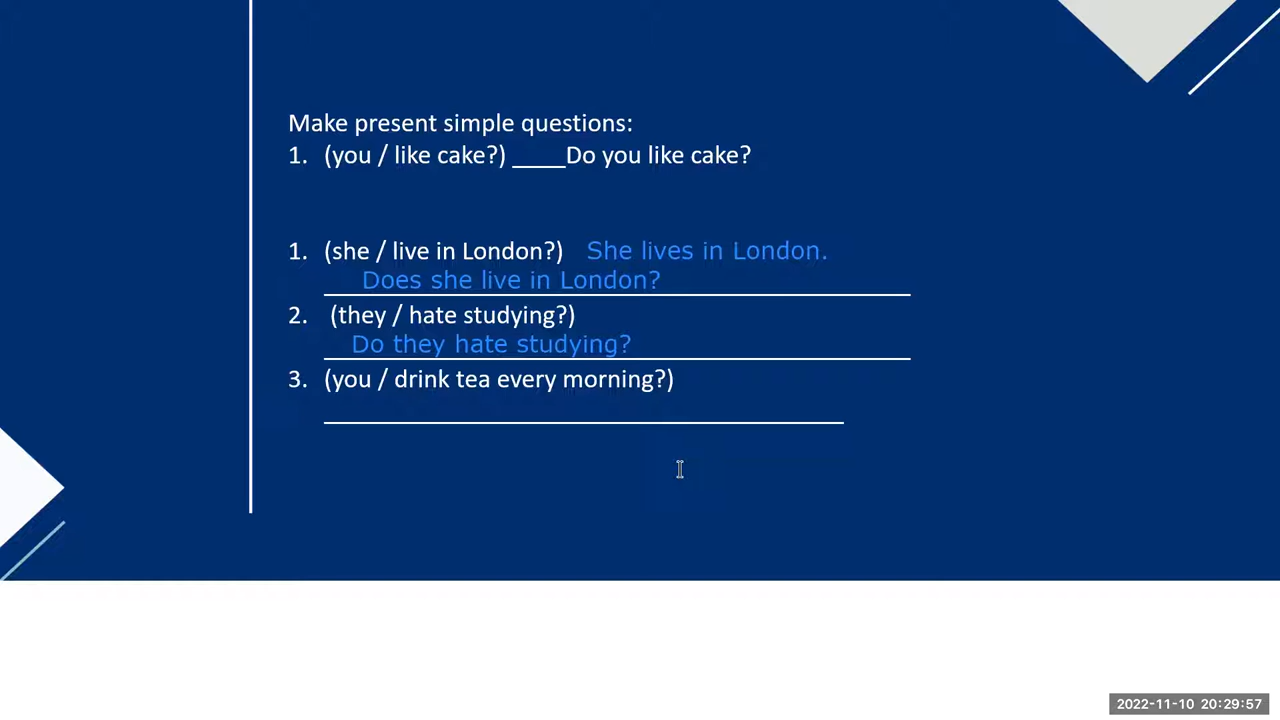 Make present simple questions:
1. (you / like cake?) ____Do you like cake?
1. (she / live in London?) She lives in London.
Does she live in London?
2. (they / hate studying?)
Do they hate studying?
3. (you / drink tea every morning?)
2022-11-10 20:29:57